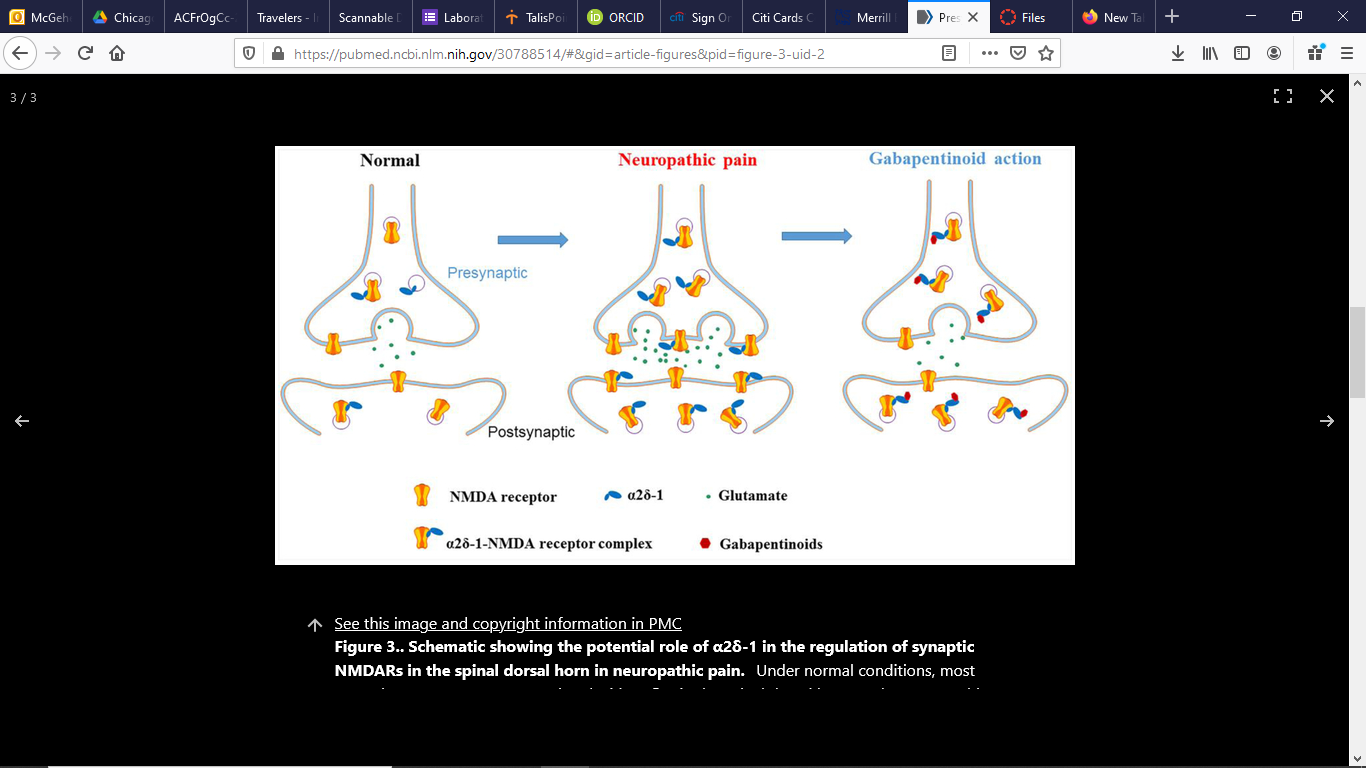 McGeh
Chicag
ACFrOgCc-
Travelers - I
Scannable D
Laborat
TalisPoi
ORCID
citi Sign Or
Citi Cards C
Merrill
Pres
Files
New Ta
https://pubmed.ncbi.nlm.nih.gov/30788514/#&gid=article-figures&pid=figure-3-uid-2
3 / 3
Normal
Neuropathic pain
Gabapentinoid action
Presynaptic
Postsynaptic
NMDA receptor
α2δ-1
Glutamate
α2δ-1-NMDA receptor complex
Gabapentinoids
See this image and copyright information in PMC
Figure 3.. Schematic showing the potential role of α2δ-1 in the regulation of synaptic
NMDARs in the spinal dorsal horn in neuropathic pain. Under normal conditions, most